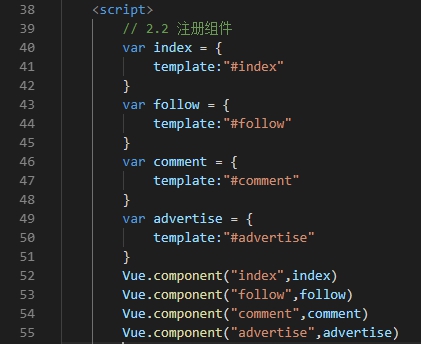 38 <script>
39 // 2.2 注册组件
40 var index = {
41 template:"#index"
42 }
43 var follow = {
44 template:"#follow"
45 }
46 var comment = {
47 template:"#comment"
48 }
49 var advertise = {
50 template:"#advertise"
51 }
52 Vue.component("index",index)
53 Vue.component("follow",follow)
54 Vue.component("comment",comment)
55 Vue.component("advertise",advertise)